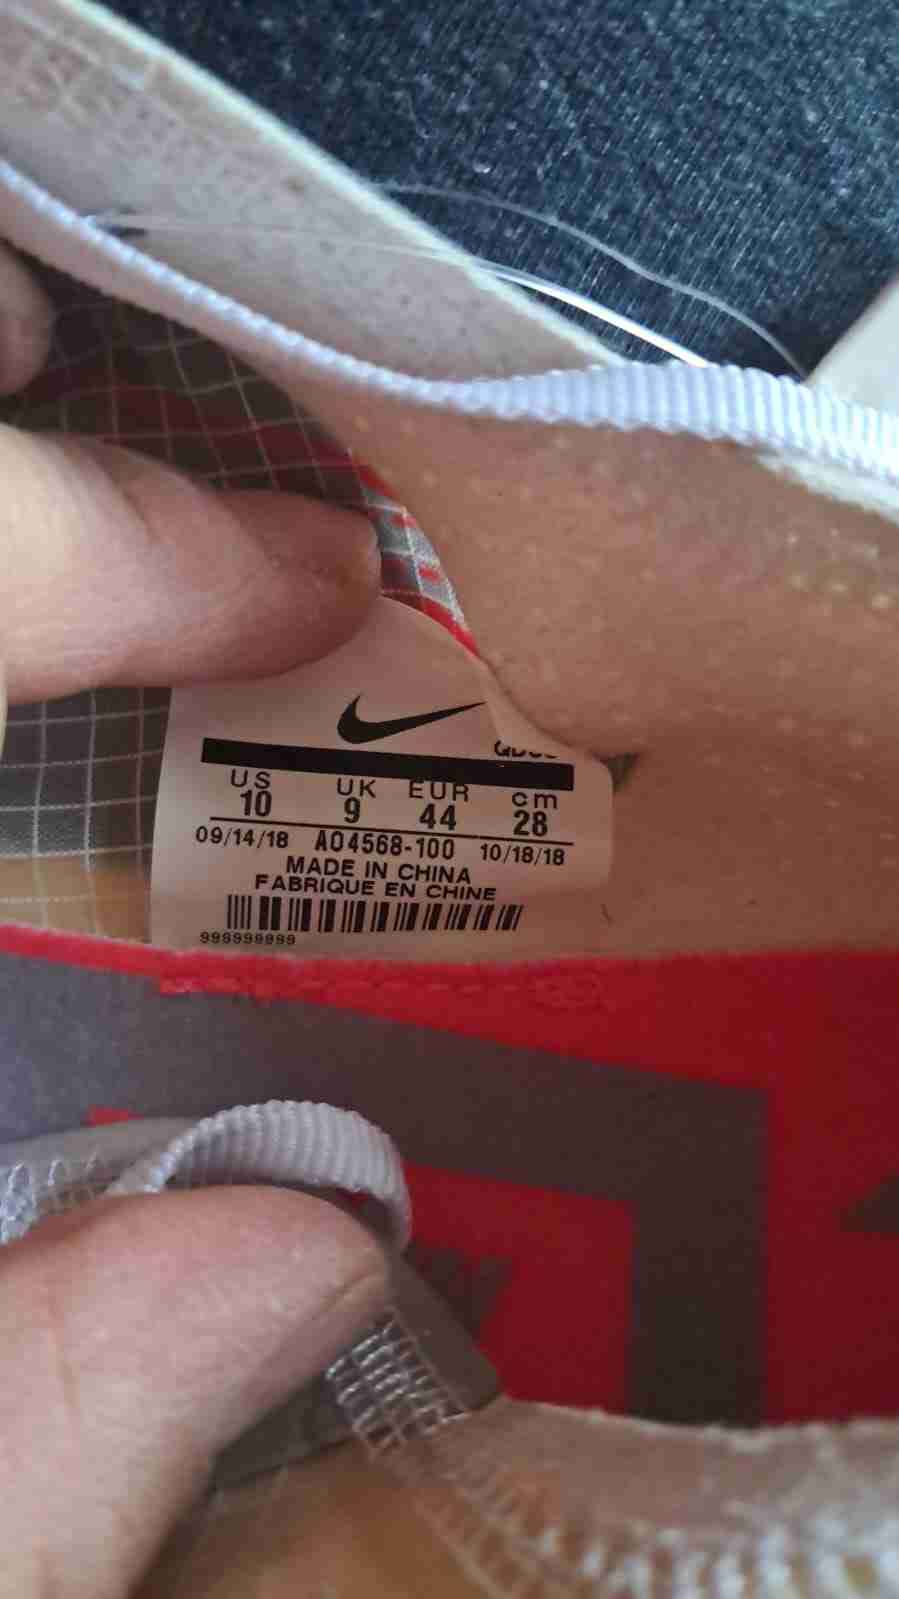 US UK EUR cm
10 9 44 28
09/14/18 AO4568-100 10/18/18
MADE IN CHINA
FABRIQUE EN CHINE
999999999